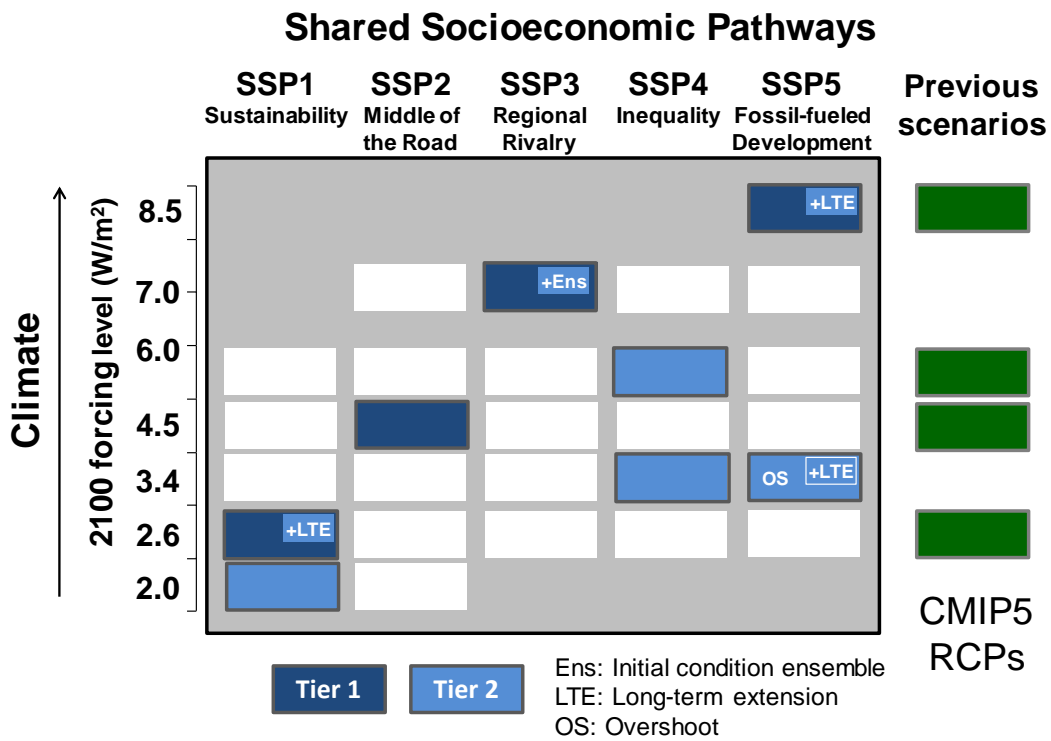 Shared Socioeconomic Pathways
SSP1
Sustainability
SSP2
Middle of
the Road
SSP3
Regional
Rivalry
SSP4
Inequality
SSP5
Fossil-fueled
Development
Previous
scenarios
Climate
2100 forcing level (W/m²)
8.5
+LTE
7.0
+Ens
6.0
4.5
3.4
OS +LTE
2.6
+LTE
2.0
CMIP5
RCPs
Tier 1
Tier 2
Ens: Initial condition ensemble
LTE: Long-term extension
OS: Overshoot